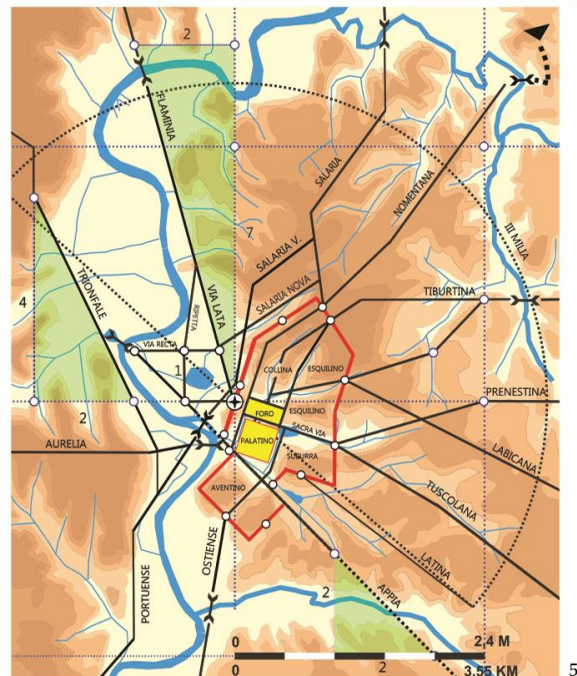 2
FLAMINIA
SALARIA
NOMENTANA
7
SALARIA V.
III MILIA
TRIONFALE
VIA LATA
RIPETTA
SALARIA NOVA
TIBURTINA
4
VIA RECTA
1
COLLINA
ESQUILINO
2
FORO
ESQUILINO
PRENESTINA
AURELIA
PALATINO
SACRA VIA
SUBURRA
LABICANA
AVENTINO
TUSCOLANA
OSTIENSE
LATINA
PORTUENSE
2
APPIA
0 2,4 M
0 2 3,55 KM
5